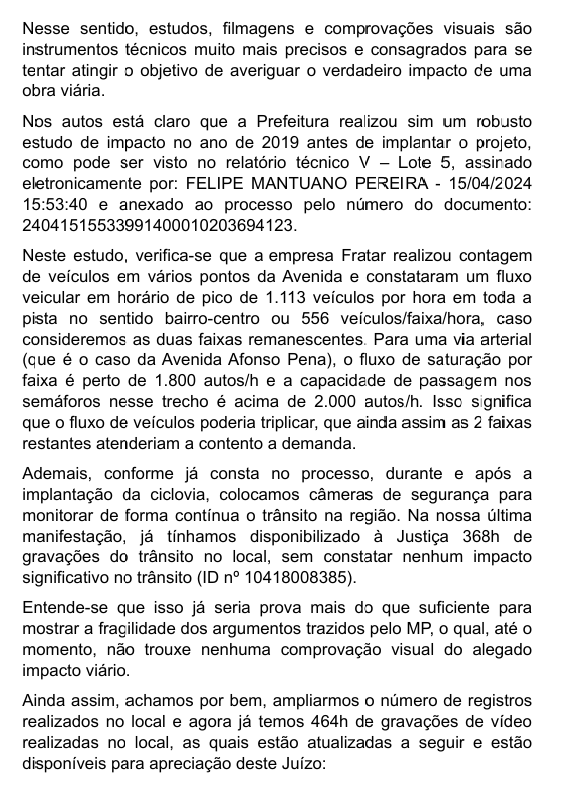 Nesse sentido, estudos, filmagens e comprovações visuais são
instrumentos técnicos muito mais precisos e consagrados para se
tentar atingir o objetivo de averiguar o verdadeiro impacto de uma
obra viária.
Nos autos está claro que a Prefeitura realizou sim um robusto
estudo de impacto no ano de 2019 antes de implantar o projeto,
como pode ser visto no relatório técnico V – Lote 5, assinado
eletronicamente por: FELIPE MANTUANO PEREIRA - 15/04/2024
15:53:40 e anexado ao processo pelo número do documento:
24041515533991400010203694123.
Neste estudo, verifica-se que a empresa Fratar realizou contagem
de veículos em vários pontos da Avenida e constataram um fluxo
veicular em horário de pico de 1.113 veículos por hora em toda a
pista no sentido bairro-centro ou 556 veículos/faixa/hora, caso
consideremos as duas faixas remanescentes. Para uma via arterial
(que é o caso da Avenida Afonso Pena), o fluxo de saturação por
faixa é perto de 1.800 autos/h e a capacidade de passagem nos
semáforos nesse trecho é acima de 2.000 autos/h. Isso significa
que o fluxo de veículos poderia triplicar, que ainda assim as 2 faixas
restantes atenderiam a contento a demanda.
Ademais, conforme já consta no processo, durante e após a
implantação da ciclovia, colocamos câmeras de segurança para
monitorar de forma contínua o trânsito na região. Na nossa última
manifestação, já tínhamos disponibilizado à Justiça 368h de
gravações do trânsito no local, sem constatar nenhum impacto
significativo no trânsito (ID nº 10418008385).
Entende-se que isso já seria prova mais do que suficiente para
mostrar a fragilidade dos argumentos trazidos pelo MP, o qual, até o
momento, não trouxe nenhuma comprovação visual do alegado
impacto viário.
Ainda assim, achamos por bem, ampliarmos o número de registros
realizados no local e agora já temos 464h de gravações de vídeo
realizadas no local, as quais estão atualizadas a seguir e estão
disponíveis para apreciação deste Juízo: